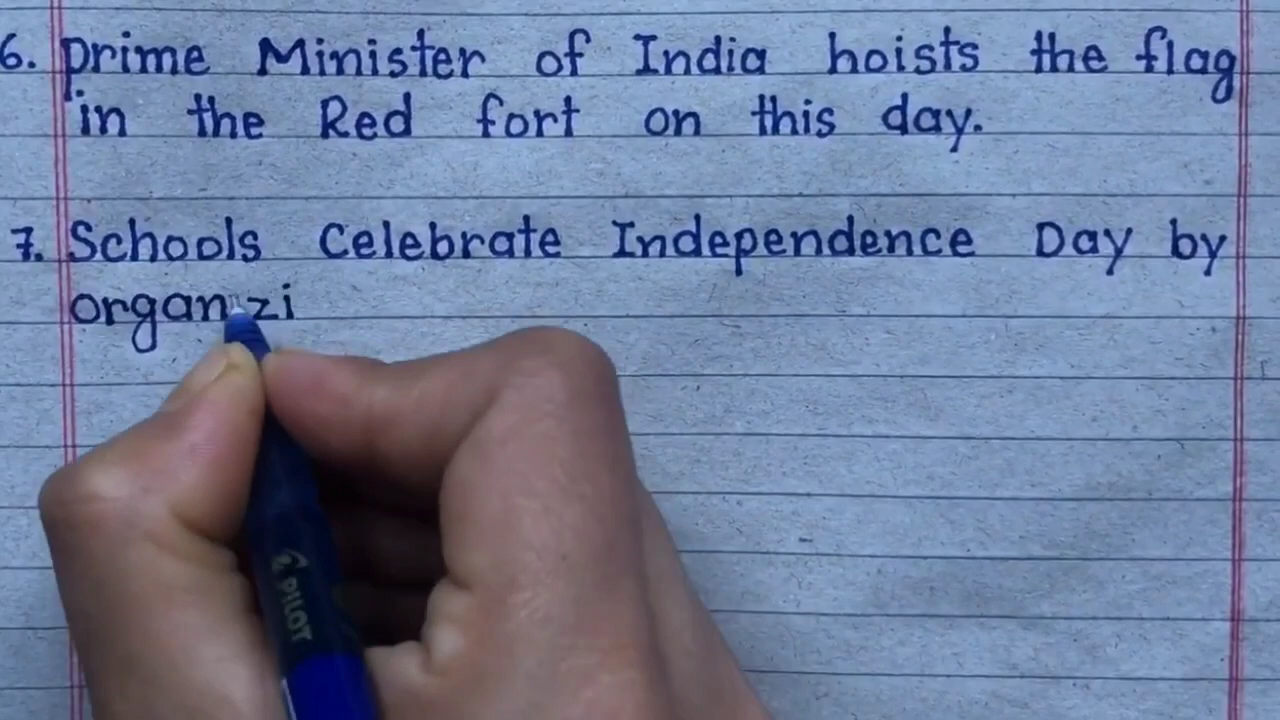 6. prime Minister of India hoists the flag
in the Red fort on this day.
7. Schools Celebrate Independence Day by
PILOT